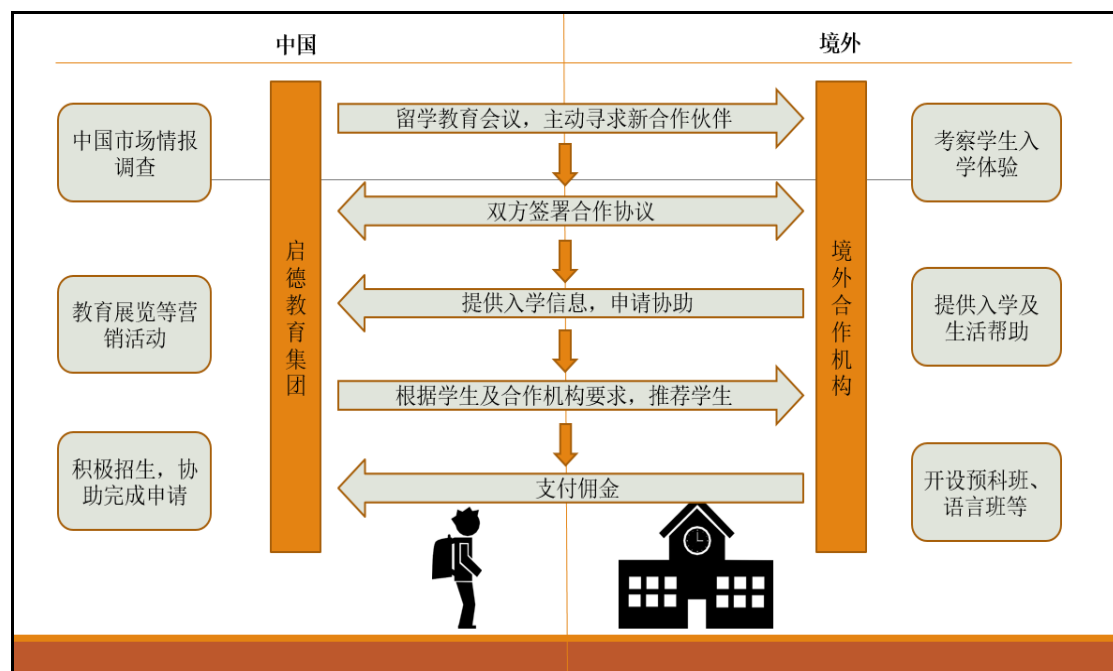 中国
境外
中国市场情报
调查
启德教育集团
留学教育会议，主动寻求新合作伙伴
双方签署合作协议
提供入学信息，申请协助
根据学生及合作机构要求，推荐学生
支付佣金
境外合作机构
考察学生入
学体验
教育展览等营
销活动
提供入学及
生活帮助
积极招生，协
助完成申请
开设预科班、
语言班等